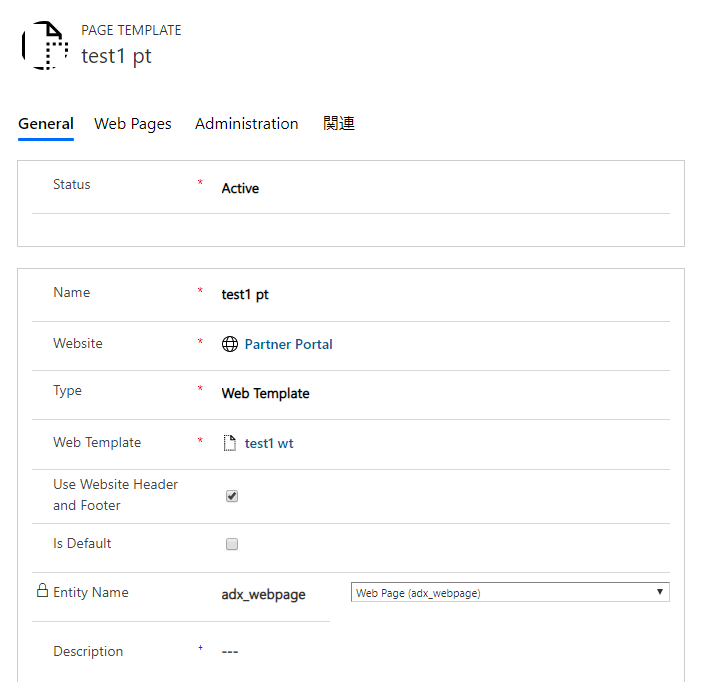 PAGE TEMPLATE
test1 pt
General Web Pages Administration 関連
Status * Active
Name * test1 pt
Website * Partner Portal
Type * Web Template
Web Template * test1 wt
Use Website Header
and Footer
Is Default
Entity Name adx_webpage Web Page (adx_webpage)
Description + ---